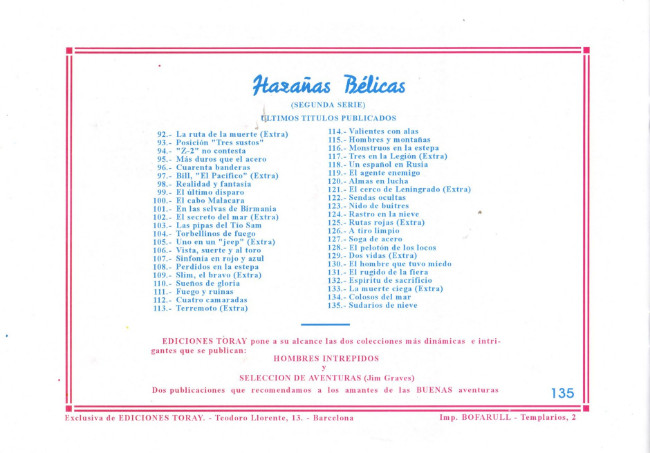 Hazañas Bélicas
(SEGUNDA SERIE)
ÚLTIMOS TITULOS PUBLICADOS
92.- La ruta de la muerte (Extra)
93.- Posición "Tres sustos"
94.- "Z-2" no contesta
95.- Más duros que el acero
96.- Cuarenta banderas
97.- Bill, "El Pacífico" (Extra)
98.- Realidad y fantasía
99.- El último disparo
100.- El cabo Malacara
101.- En las selvas de Birmania
102.- El secreto del mar (Extra)
103.- Las pipas del Tío Sam
104.- Torbellinos de fuego
105.- Uno en un "jeep" (Extra)
106.- Vista, suerte y al toro
107.- Sinfonía en rojo y azul
108.- Perdidos en la estepa
109.- Slim, el bravo (Extra)
110.- Sueños de gloria
111.- Fuego y ruinas
112.- Cuatro camaradas
113.- Terremoto (Extra)
114.- Valientes con alas
115.- Hombres y montañas
116.- Monstruos en la estepa
117.- Tres en la Legión (Extra)
118.- Un español en Rusia
119.- El agente enemigo
120.- Almas en lucha
121.- El cerco de Leningrado (Extra)
122.- Sendas ocultas
123.- Nido de buitres
124.- Rastro en la nieve
125.- Rutas rojas (Extra)
126.- A tiro limpio
127.- Soga de acero
128.- El pelotón de los locos
129.- Dos vidas (Extra)
130.- El hombre que tuvo miedo
131.- El rugido de la fiera
132.- Espíritu de sacrificio
133.- La muerte ciega (Extra)
134.- Colosos del mar
135.- Sudarios de nieve
EDICIONES TORAY pone a su alcance las dos colecciones más dinámicas e intri-
gantes que se publican:
HOMBRES INTREPIDOS
y
SELECCION DE AVENTURAS (Jim Graves)
Dos publicaciones que recomendamos a los amantes de las BUENAS aventuras
135
Exclusiva de EDICIONES TORAY. - Teodoro Llorente, 13. - Barcelona
Imp. BOFARULL - Templarios, 2